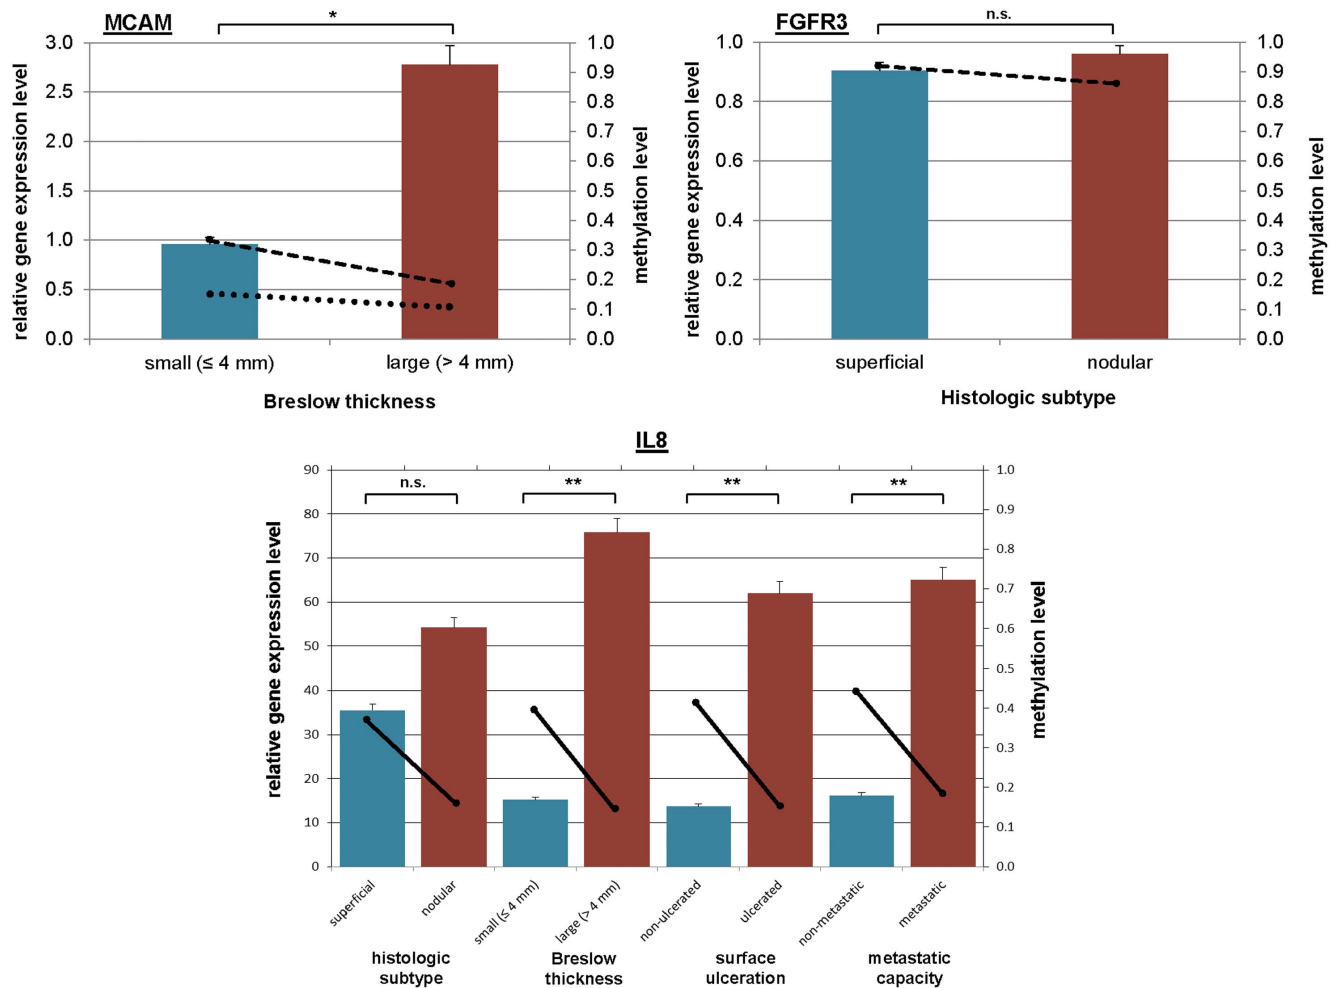 MCAM
*
relative gene expression level
3.0
2.5
2.0
1.5
1.0
0.5
0.0
1.0
0.9
0.8
0.7
0.6
0.5
0.4
0.3
0.2
0.1
0.0
methylation level
small (≤ 4 mm)
large (> 4 mm)
Breslow thickness
FGFR3
n.s.
relative gene expression level
1.0
0.8
0.6
0.4
0.2
0.0
1.0
0.9
0.8
0.7
0.6
0.5
0.4
0.3
0.2
0.1
0.0
methylation level
superficial
nodular
Histologic subtype
IL8
n.s.
**
**
**
relative gene expression level
90
80
70
60
50
40
30
20
10
0
1.0
0.9
0.8
0.7
0.6
0.5
0.4
0.3
0.2
0.1
0.0
methylation level
superficial
nodular
small (≤ 4 mm)
large (> 4 mm)
non-ulcerated
ulcerated
non-metastatic
metastatic
histologic
subtype
Breslow
thickness
surface
ulceration
metastatic
capacity